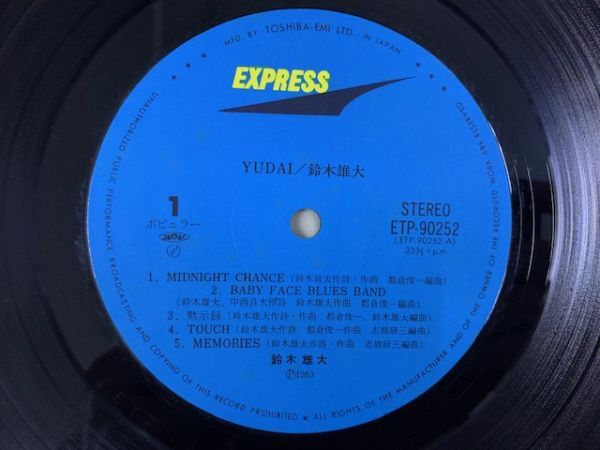 MFD. BY TOSHIBA-EMI LTD. IN JAPAN
EXPRESS
YUDAI/鈴木雄大
1
ポピュラー
JASRAC
Ⓟ
STEREO
ETP-90252
(ETP-90252-A)
33⅓ r.p.m.
1. MIDNIGHT CHANCE (鈴木雄大作詩・作曲 都倉俊一編曲)
2. BABY FACE BLUES BAND
(鈴木雄大、中西良太作詩 鈴木雄大作曲 都倉俊一編曲)
3. 黙示録 (鈴木雄大作詩・作曲 都倉俊一、鈴木雄大編曲)
4. TOUCH (鈴木雄大作詩 都倉俊一作曲 志熊研三編曲)
5. MEMORIES (鈴木雄大作詩・作曲 志熊研三編曲)
鈴木雄大
Ⓟ1983
UNAUTHORIZED PUBLIC PERFORMANCE, BROADCASTING AND COPYING OF THIS RECORD PROHIBITED ★ ALL RIGHTS OF THE MANUFACTURER AND OF THE OWNER OF THE RECORDED WORK ARE RESERVED